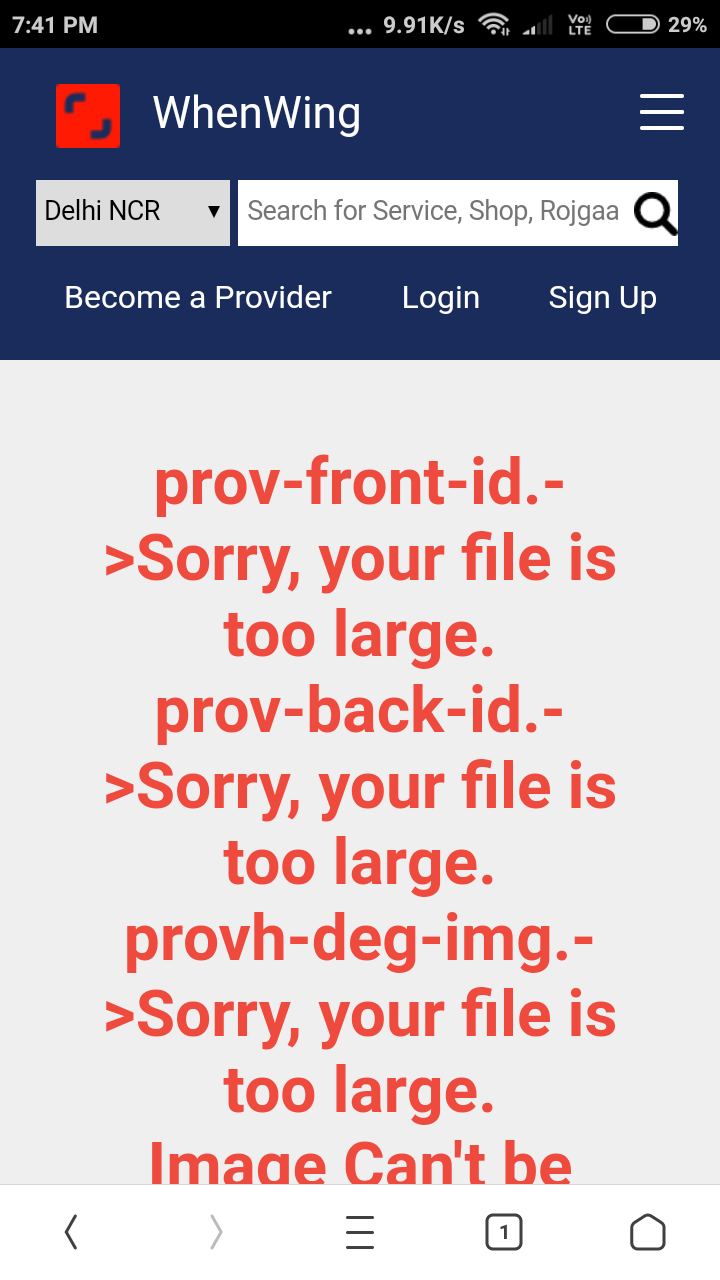 7:41 PM ... 9.91K/s Vo) LTE 29%
WhenWing
Delhi NCR ▼ Search for Service, Shop, Rojgaa
Become a Provider Login Sign Up
prov-front-id.-
>Sorry, your file is
too large.
prov-back-id.-
>Sorry, your file is
too large.
provh-deg-img.-
>Sorry, your file is
too large.
Image Can't be
1